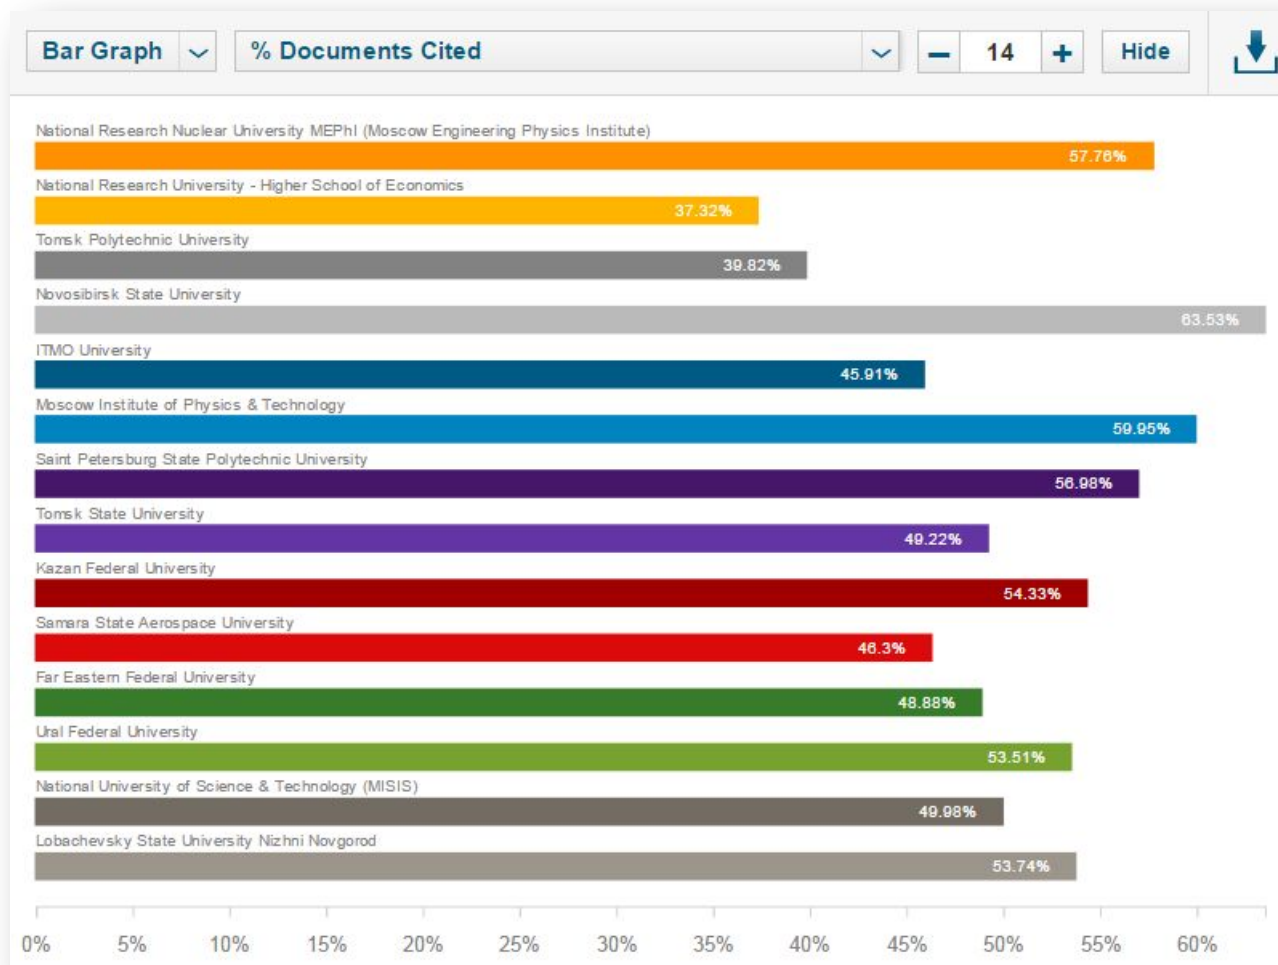 Bar Graph % Documents Cited 14 Hide
National Research Nuclear University MEPhI (Moscow Engineering Physics Institute)
57.76%
National Research University - Higher School of Economics
37.32%
Tomsk Polytechnic University
39.82%
Novosibirsk State University
63.53%
ITMO University
45.91%
Moscow Institute of Physics & Technology
59.95%
Saint Petersburg State Polytechnic University
56.98%
Tomsk State University
49.22%
Kazan Federal University
54.33%
Samara State Aerospace University
46.3%
Far Eastern Federal University
48.88%
Ural Federal University
53.51%
National University of Science & Technology (MISIS)
49.98%
Lobachevsky State University Nizhni Novgorod
53.74%
0% 5% 10% 15% 20% 25% 30% 35% 40% 45% 50% 55% 60%